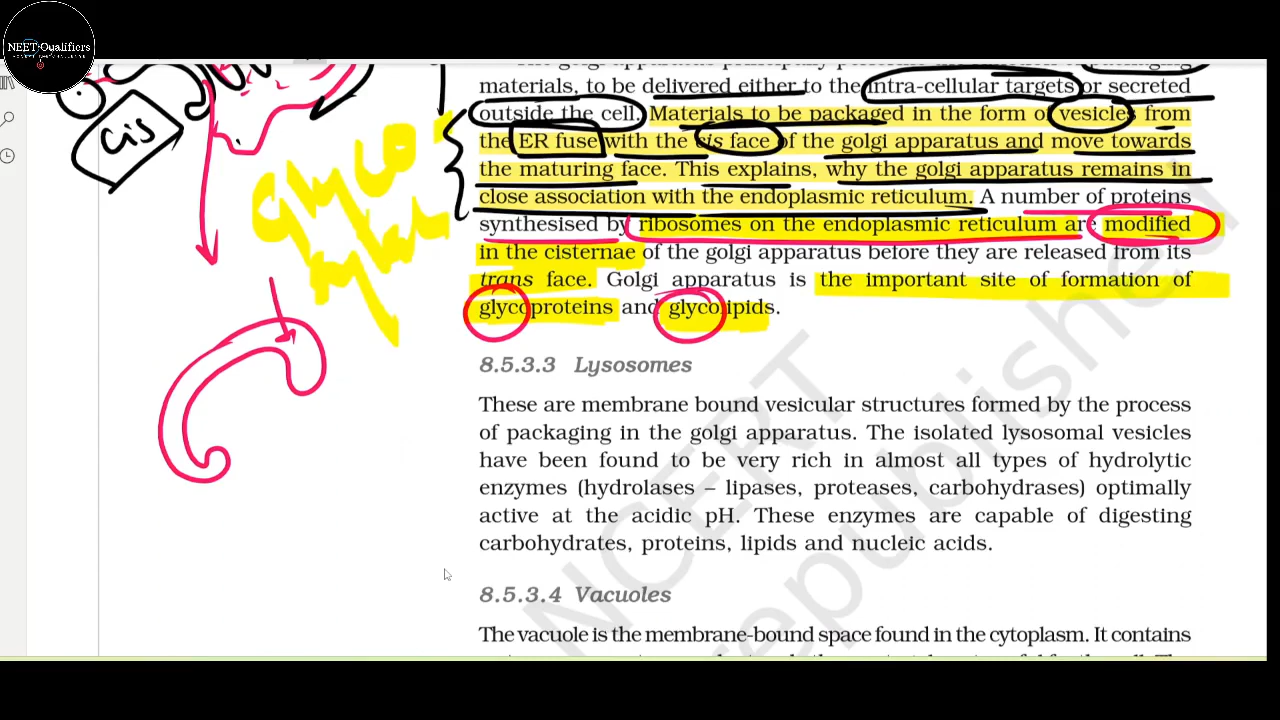 NEET Qualifiers
materials, to be delivered either to the intra-cellular targets or secreted
outside the cell. Materials to be packaged in the form of vesicles from
the ER fuse with the cis face of the golgi apparatus and move towards
the maturing face. This explains, why the golgi apparatus remains in
close association with the endoplasmic reticulum. A number of proteins
synthesised by ribosomes on the endoplasmic reticulum are modified
in the cisternae of the golgi apparatus before they are released from its
trans face. Golgi apparatus is the important site of formation of
glycoproteins and glycolipids.
Cis
Glyco
8.5.3.3 Lysosomes
These are membrane bound vesicular structures formed by the process
of packaging in the golgi apparatus. The isolated lysosomal vesicles
have been found to be very rich in almost all types of hydrolytic
enzymes (hydrolases – lipases, proteases, carbohydrases) optimally
active at the acidic pH. These enzymes are capable of digesting
carbohydrates, proteins, lipids and nucleic acids.
8.5.3.4 Vacuoles
The vacuole is the membrane-bound space found in the cytoplasm. It contains
NCERT
republished